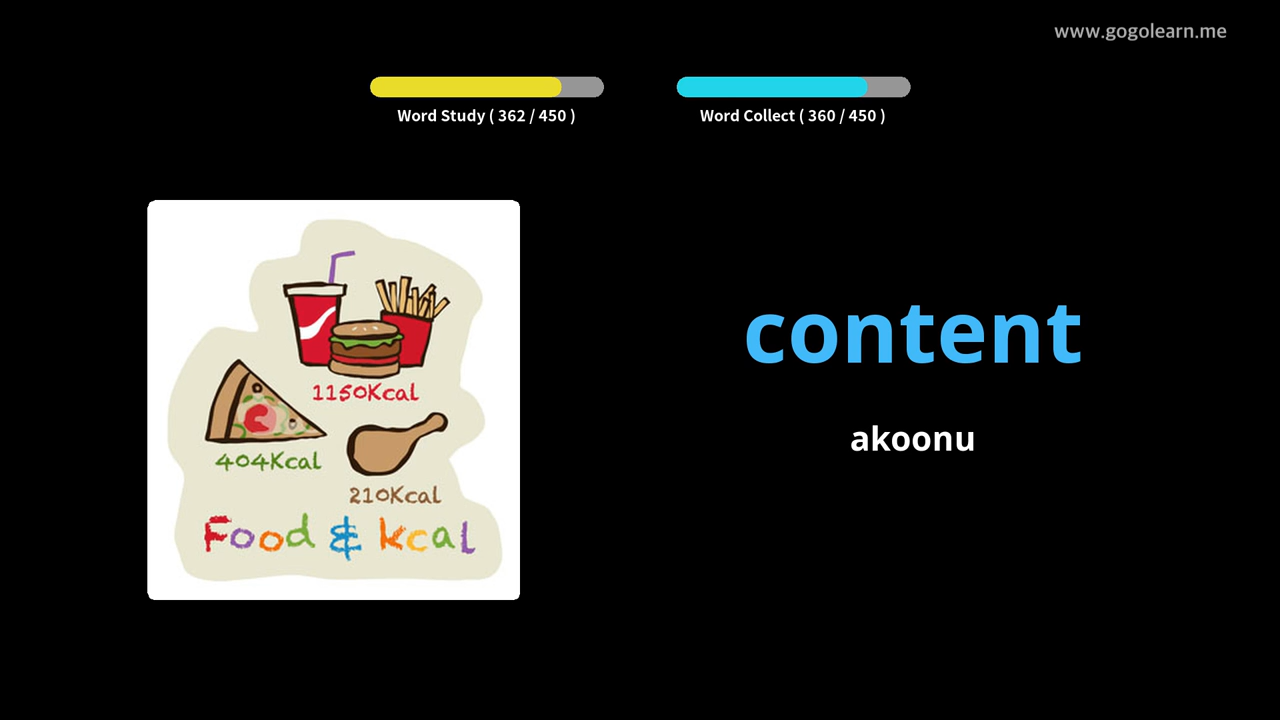 www.gogolearn.me
Word Study ( 362 / 450 )
Word Collect ( 360 / 450 )
1150Kcal
404Kcal
210Kcal
Food & kcal
content
akoonu